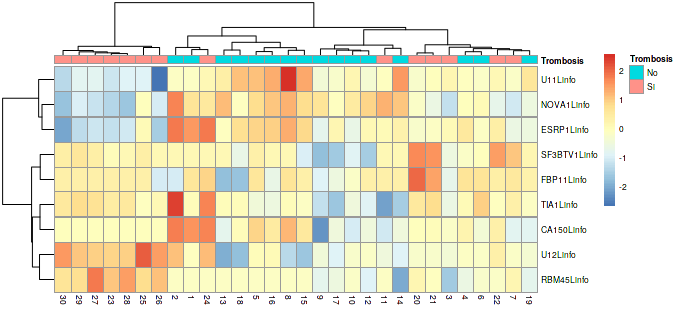 Trombosis
U11Linfo
NOVA1Linfo
ESRP1Linfo
SF3BTV1Linfo
FBP11Linfo
TIA1Linfo
CA150Linfo
U12Linfo
RBM45Linfo
30 29 27 23 28 25 26 2 1 24 13 18 5 16 8 15 9 17 10 12 11 14 20 21 3 4 6 22 7 19
2
1
0
-1
-2
Trombosis
No
SI